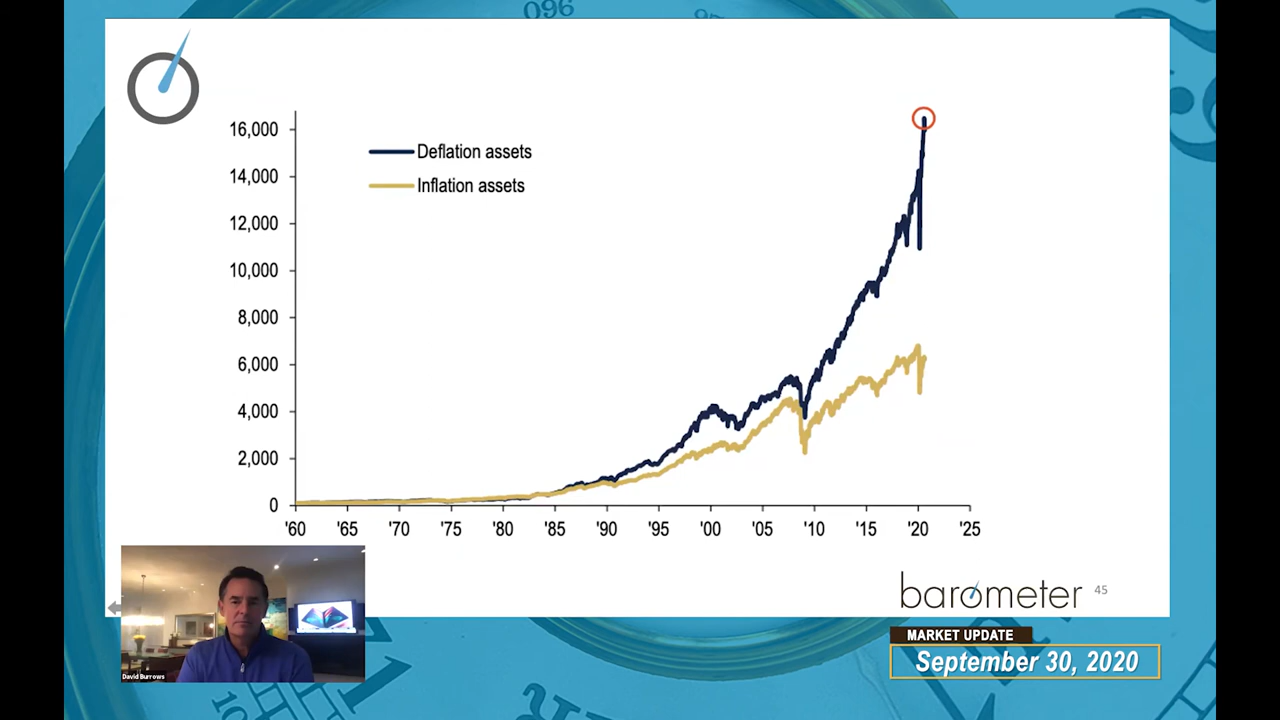 096
16,000
14,000
12,000
10,000
8,000
6,000
4,000
2,000
0
Deflation assets
Inflation assets
'60 '65 '70 '75 '80 '85 '90 '95 '00 '05 '10 '15 '20 '25
barometer 45
MARKET UPDATE
September 30, 2020
David Burrows